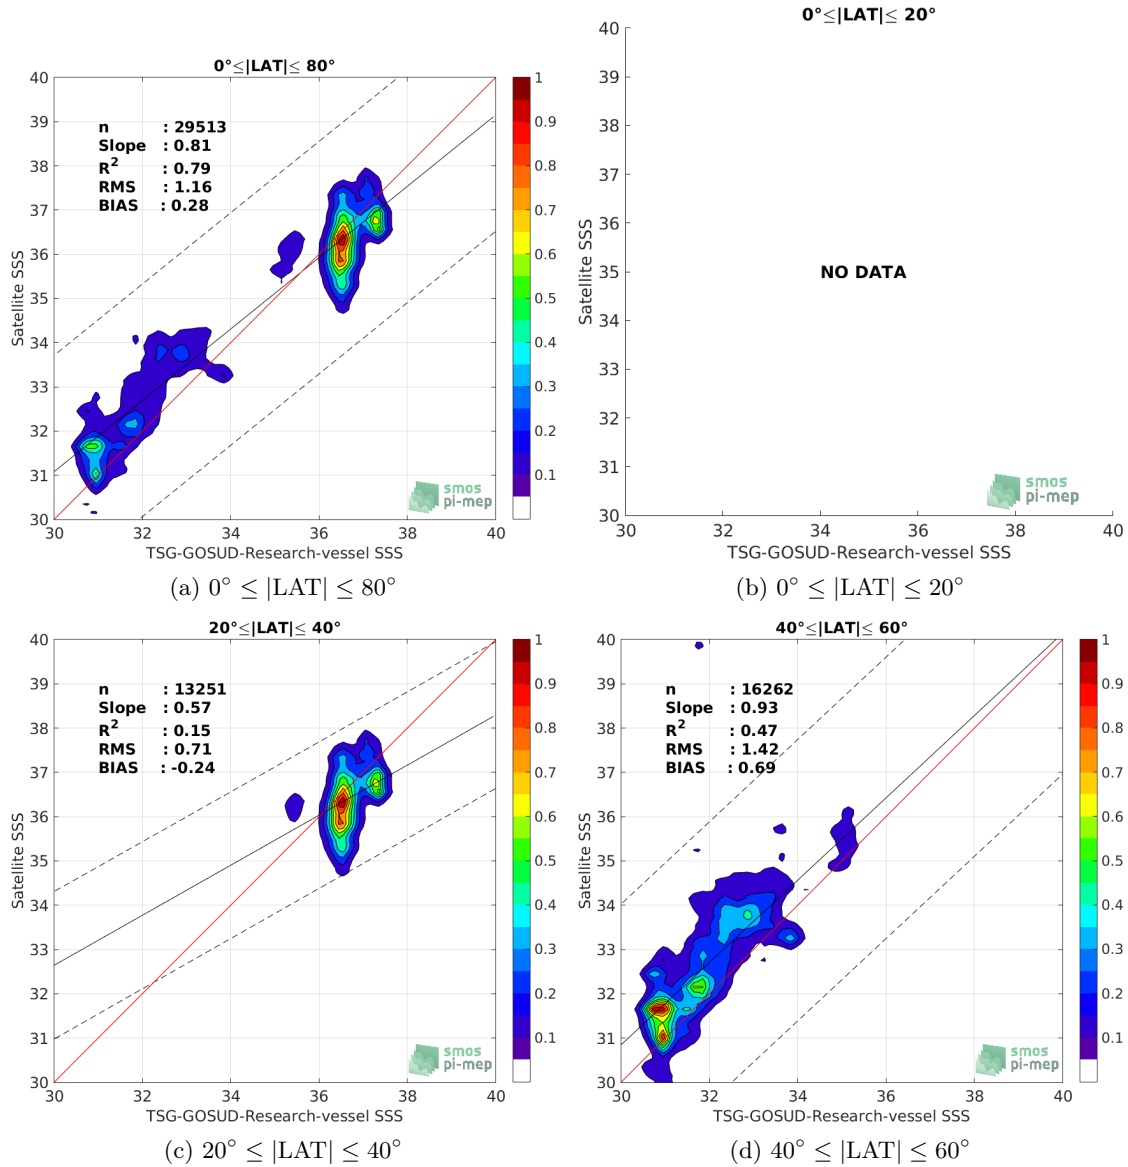 0°≤|LAT|≤ 80°
40
39
38
37
36
35
34
33
32
31
30
n : 29513
Slope : 0.81
R2 : 0.79
RMS : 1.16
BIAS : 0.28
Satellite SSS
30 32 34 36 38 40
TSG-GOSUD-Research-vessel SSS
1
0.9
0.8
0.7
0.6
0.5
0.4
0.3
0.2
0.1
smos
pi-mep
(a) 0° ≤ |LAT| ≤ 80°
0°≤|LAT|≤ 20°
40
39
38
37
36
35
34
33
32
31
30
Satellite SSS
NO DATA
smos
pi-mep
30 32 34 36 38 40
TSG-GOSUD-Research-vessel SSS
(b) 0° ≤ |LAT| ≤ 20°
20°≤|LAT|≤ 40°
40
39
38
37
36
35
34
33
32
31
30
n : 13251
Slope : 0.57
R2 : 0.15
RMS : 0.71
BIAS : -0.24
Satellite SSS
30 32 34 36 38 40
TSG-GOSUD-Research-vessel SSS
1
0.9
0.8
0.7
0.6
0.5
0.4
0.3
0.2
0.1
smos
pi-mep
(c) 20° ≤ |LAT| ≤ 40°
40°≤|LAT|≤ 60°
40
39
38
37
36
35
34
33
32
31
30
n : 16262
Slope : 0.93
R2 : 0.47
RMS : 1.42
BIAS : 0.69
Satellite SSS
30 32 34 36 38 40
TSG-GOSUD-Research-vessel SSS
1
0.9
0.8
0.7
0.6
0.5
0.4
0.3
0.2
0.1
smos
pi-mep
(d) 40° ≤ |LAT| ≤ 60°